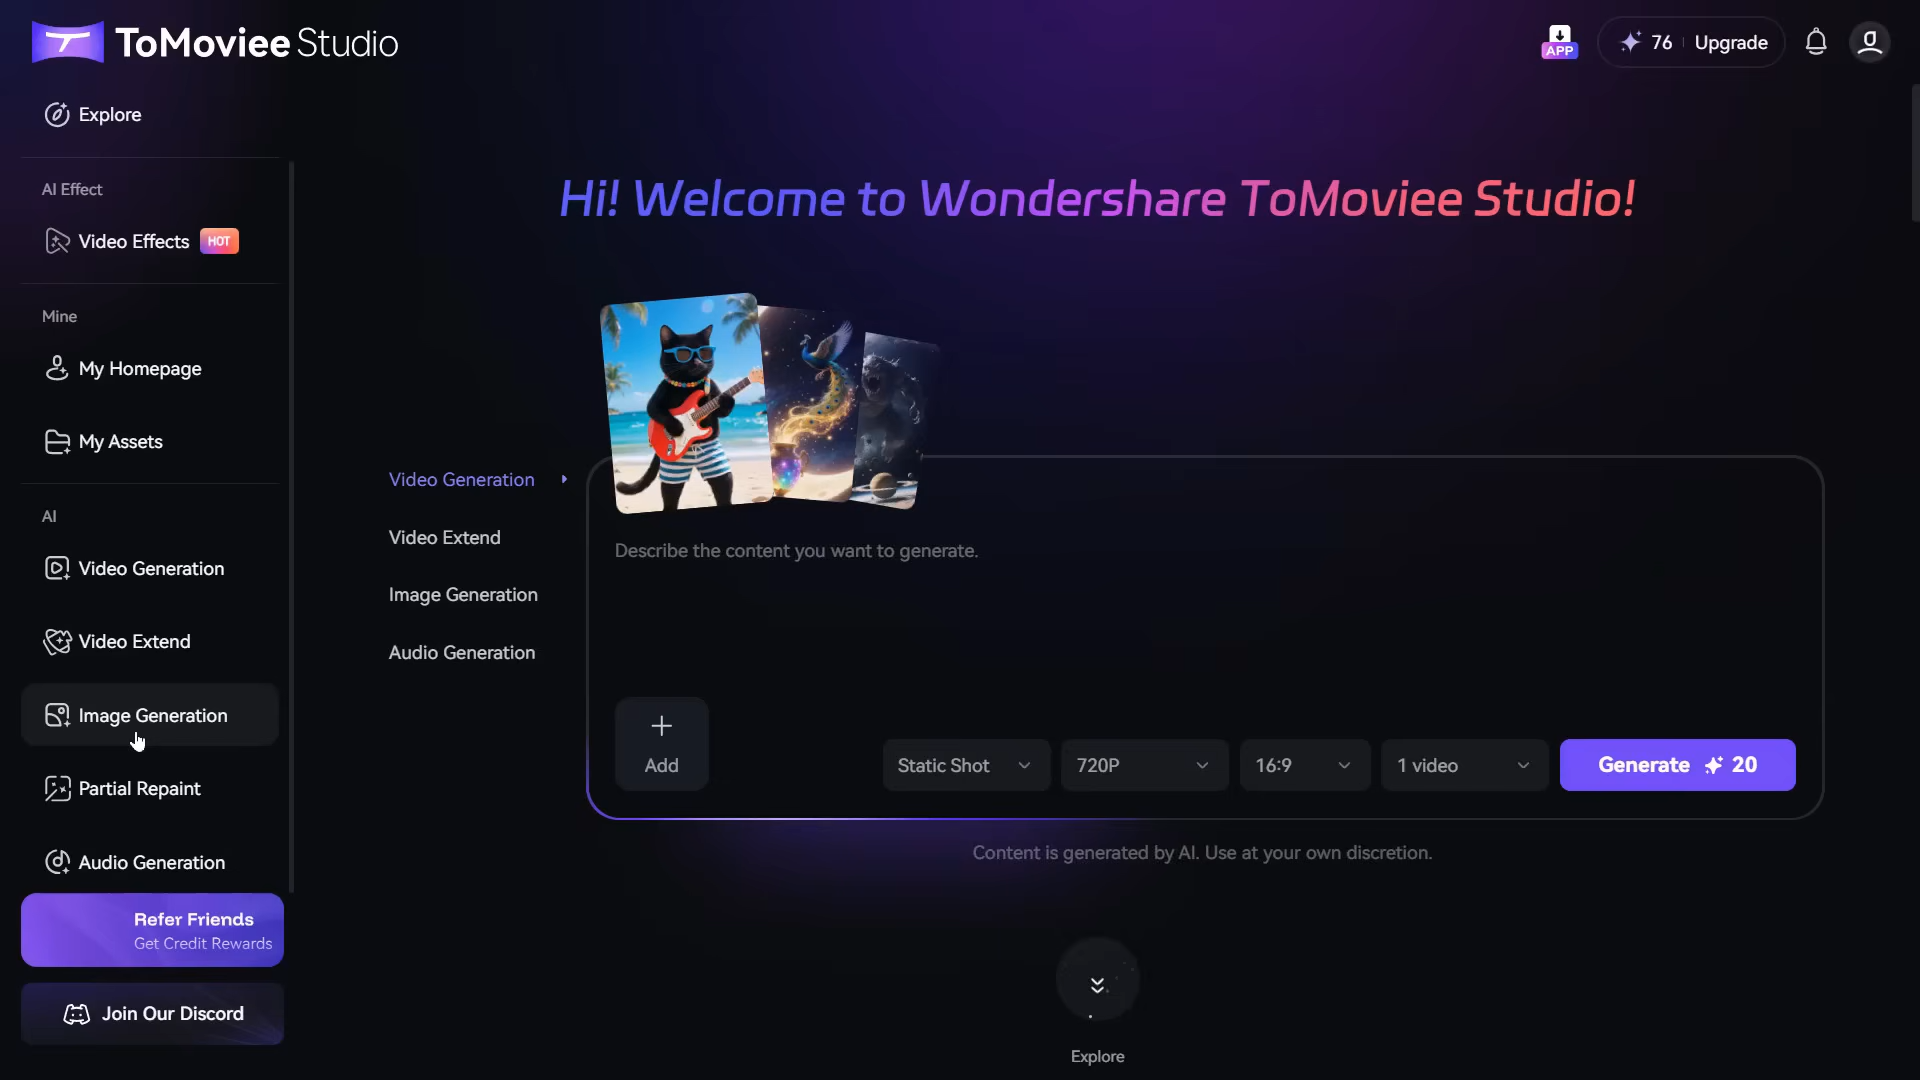 ToMoviee Studio
APP
76
Upgrade
Explore
AI Effect
Video Effects HOT
Mine
My Homepage
My Assets
AI
Video Generation
Video Extend
Image Generation
Partial Repaint
Audio Generation
Refer Friends
Get Credit Rewards
Join Our Discord
Hi! Welcome to Wondershare ToMoviee Studio!
Video Generation
Video Extend
Image Generation
Audio Generation
Describe the content you want to generate.
Add
Static Shot
720P
16:9
1 video
Generate 20
Content is generated by AI. Use at your own discretion.
Explore